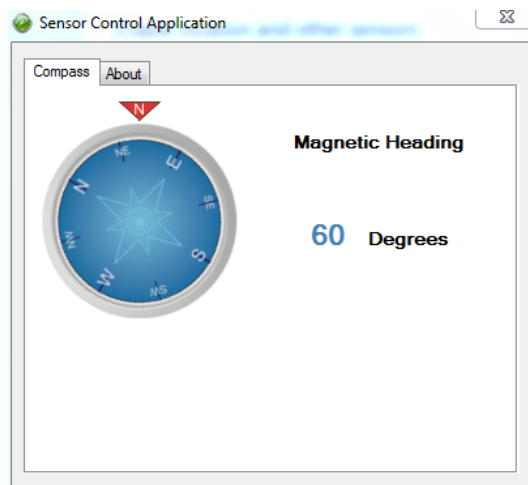 Sensor Control Application
Compass
About
N
Magnetic Heading
60 Degrees
N
NE
E
SE
S
SW
W
NW